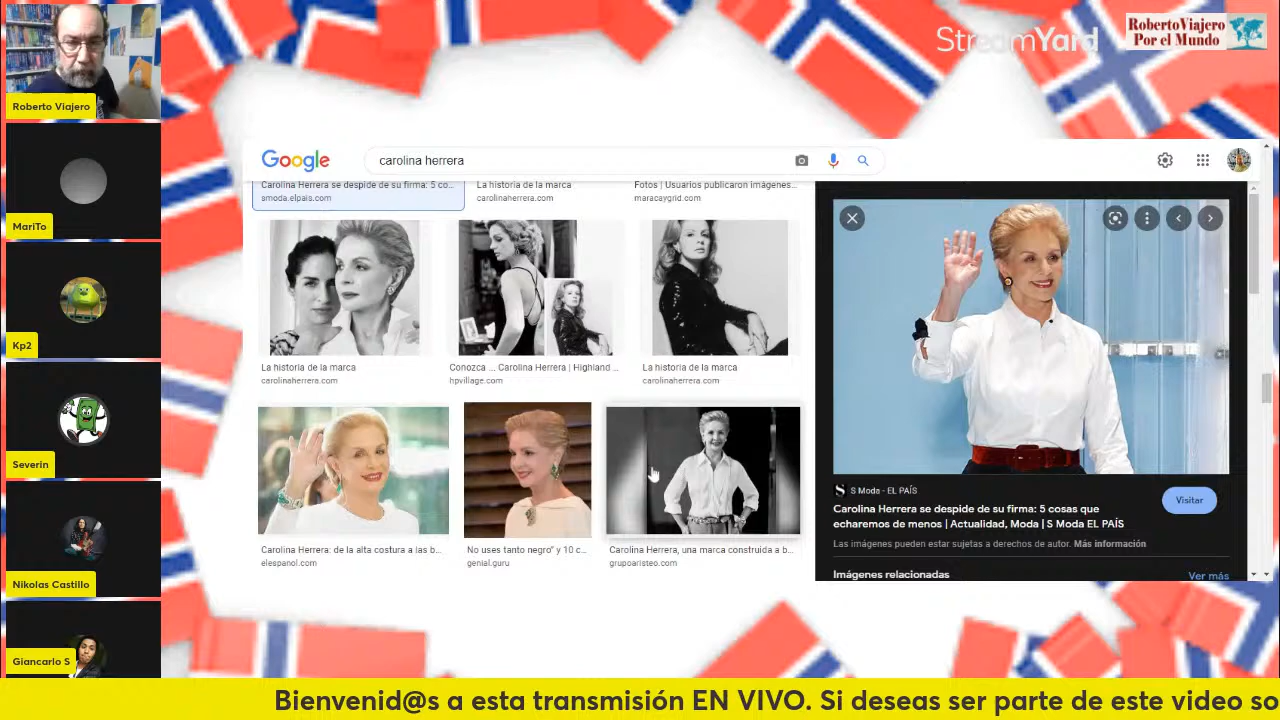 StreamYard
RobertoViajero
Por el Mundo
Roberto Viajero
MariTo
Kp2
Severin
Nikolas Castillo
Giancarlo S
Google
carolina herrera
Carolina Herrera se despide de su firma: 5 co...
smoda.elpais.com
La historia de la marca
carolinaherrera.com
Fotos | Usuarios publicaron imágenes...
maracaygrid.com
La historia de la marca
carolinaherrera.com
Conozca ... Carolina Herrera | Highland ...
hpvillage.com
La historia de la marca
carolinaherrera.com
Carolina Herrera: de la alta costura a las b...
elespanol.com
No uses tanto negro" y 10 c...
genial.guru
Carolina Herrera, una marca construida a b...
grupoaristeo.com
S
S Moda - EL PAÍS
Visitar
Carolina Herrera se despide de su firma: 5 cosas que
echaremos de menos | Actualidad, Moda | S Moda EL PAÍS
Las imágenes pueden estar sujetas a derechos de autor. Más información
Imágenes relacionadas
Ver más
Bienvenid@s a esta transmisión EN VIVO. Si deseas ser parte de este video so